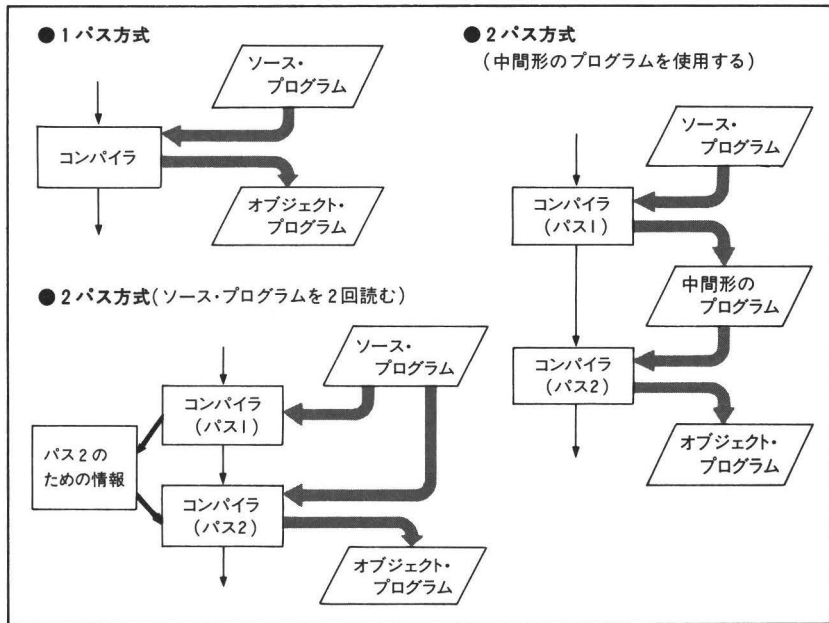 ●1パス方式
ソース・
プログラム
コンパイラ
オブジェクト・
プログラム
●2パス方式(ソース・プログラムを2回読む)
ソース・
プログラム
コンパイラ
(パス1)
パス2の
ための情報
コンパイラ
(パス2)
オブジェクト・
プログラム
●2パス方式
(中間形のプログラムを使用する)
ソース・
プログラム
コンパイラ
(パス1)
中間形の
プログラム
コンパイラ
(パス2)
オブジェクト・
プログラム